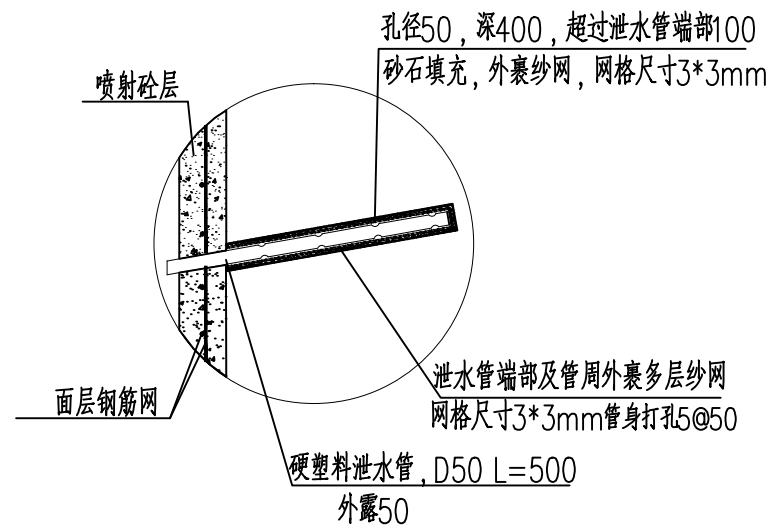 孔径50，深400，超过泄水管端部100
砂石填充，外裹纱网，网格尺寸3*3mm
喷射砼层
泄水管端部及管周外裹多层纱网
网格尺寸3*3mm管身打孔5@50
面层钢筋网
硬塑料泄水管，D50 L=500
外露50